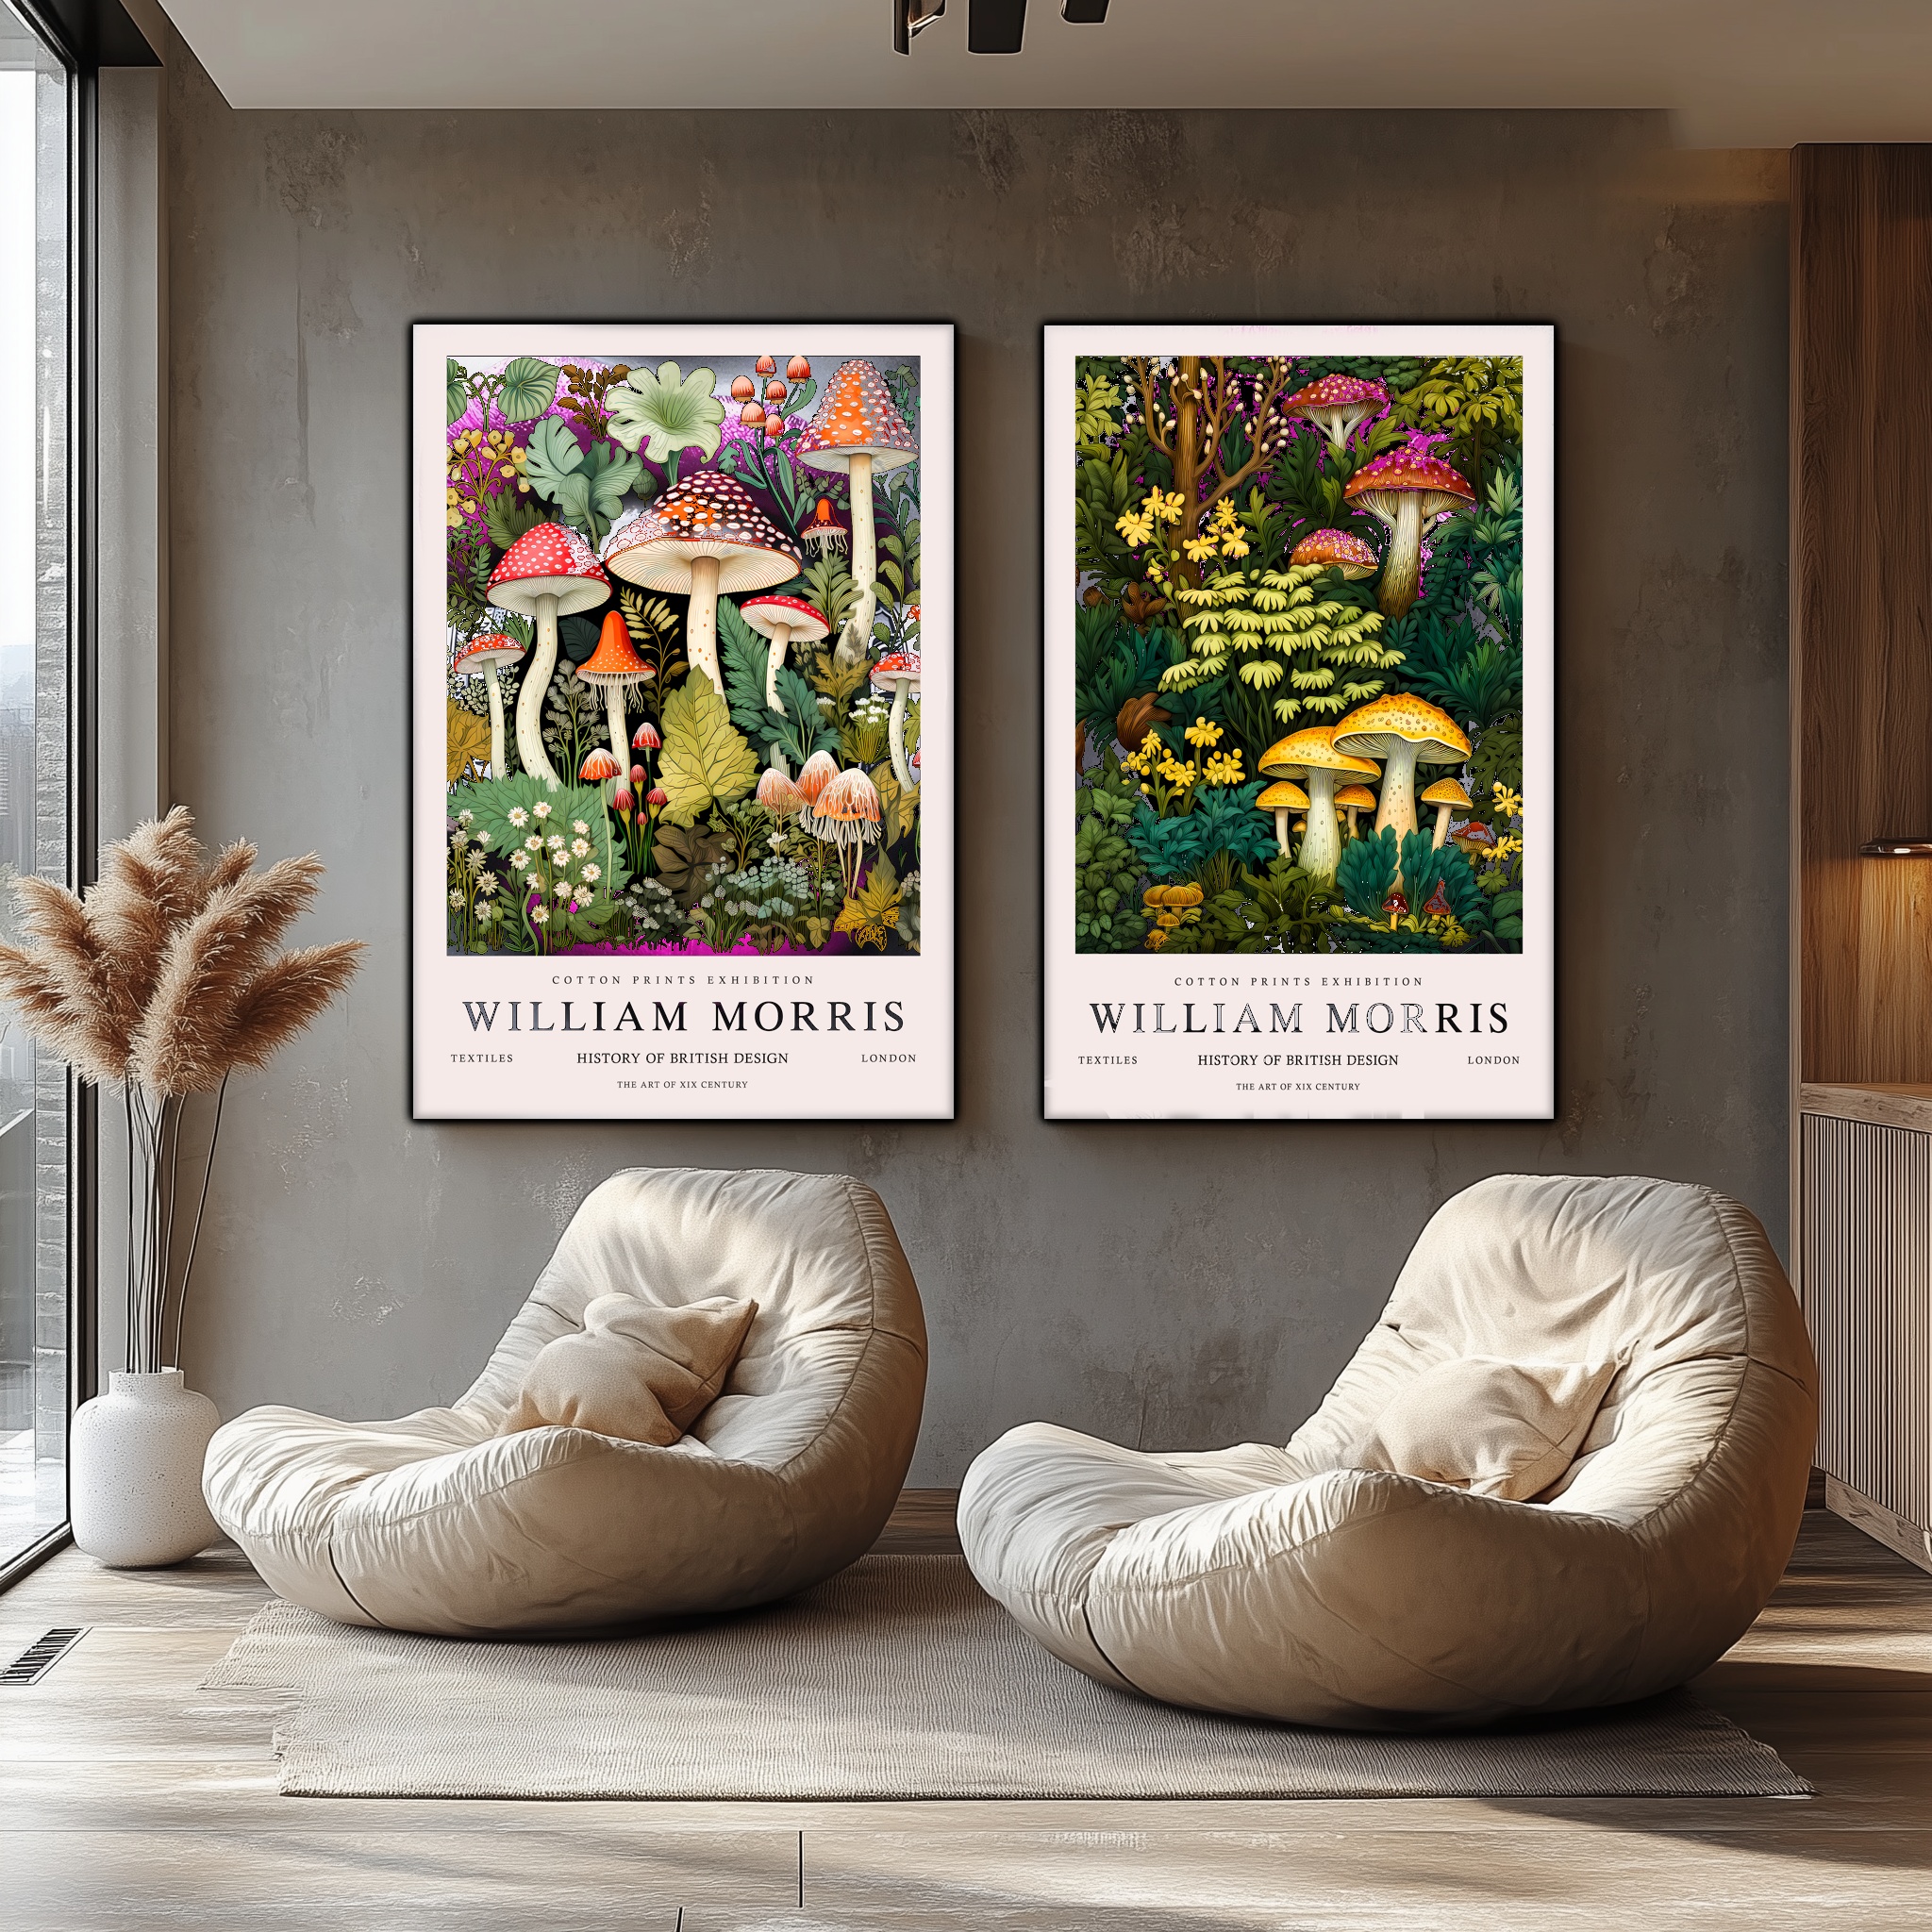 COTTON PRINTS EXHIBITION
WILLIAM MORRIS
TEXTILES HISTORY OF BRITISH DESIGN LONDON
THE ART OF XIX CENTURY
COTTON PRINTS EXHIBITION
WILLIAM MORRIS
TEXTILES HISTORY OF BRITISH DESIGN LONDON
THE ART OF XIX CENTURY